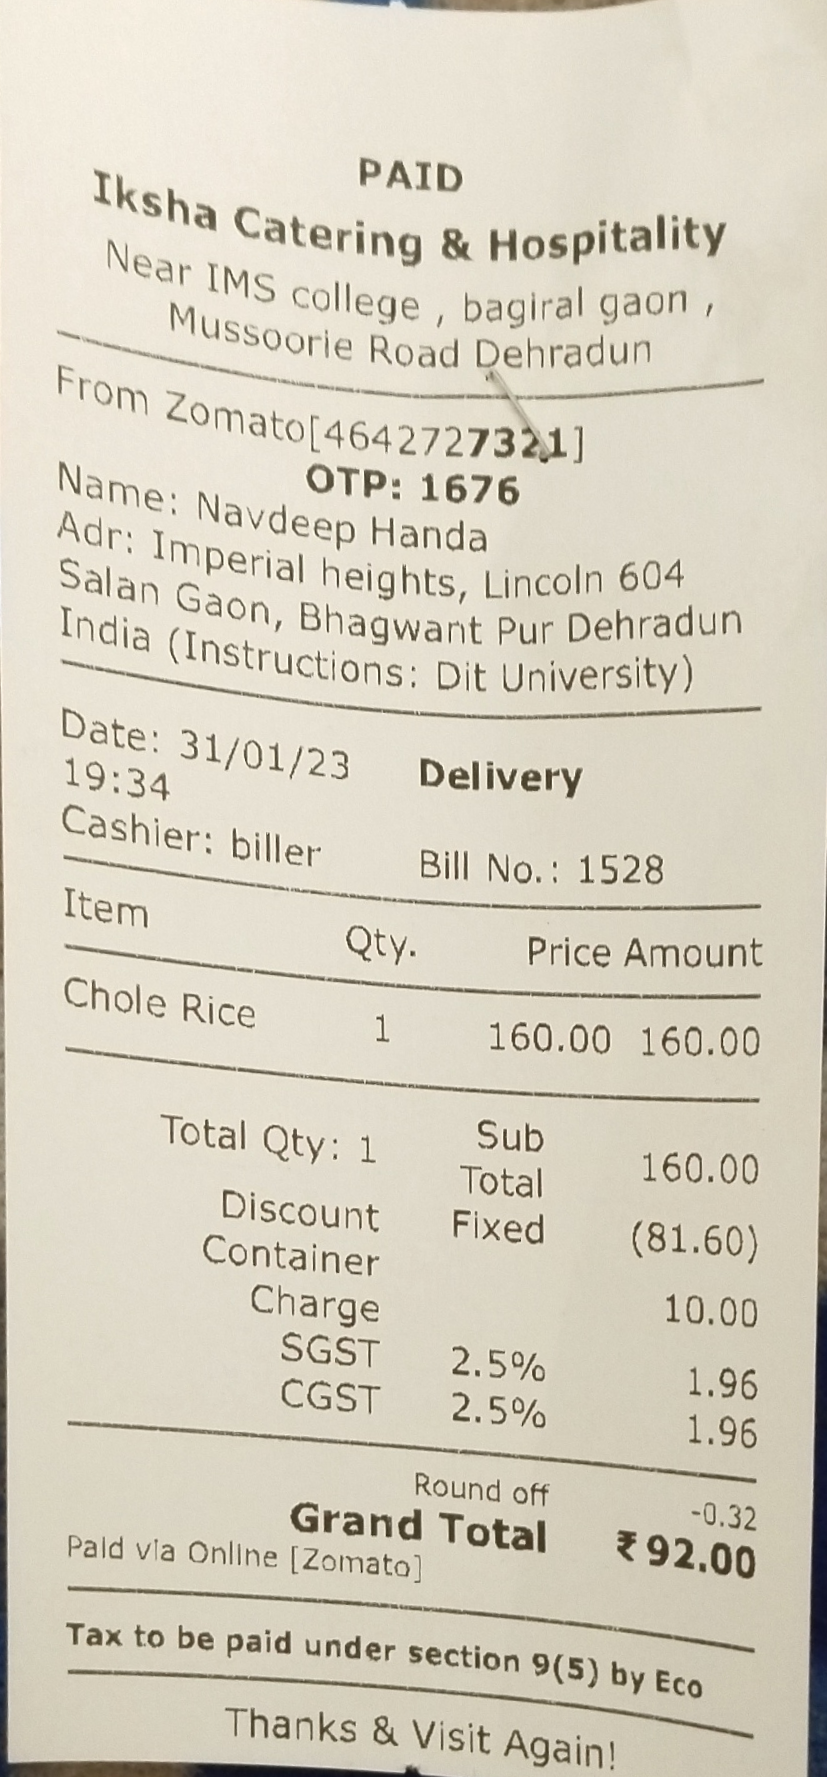 PAID
Iksha Catering & Hospitality
Near IMS college , bagiral gaon ,
Mussoorie Road Dehradun
From Zomato[4642727321]
OTP: 1676
Name: Navdeep Handa
Adr: Imperial heights, Lincoln 604
Salan Gaon, Bhagwant Pur Dehradun
India (Instructions: Dit University)
Date: 31/01/23 Delivery
19:34
Cashier: biller Bill No.: 1528
Item Qty. Price Amount
Chole Rice 1 160.00 160.00
Total Qty: 1 Sub
Total 160.00
Discount Fixed (81.60)
Container
Charge 10.00
SGST 2.5% 1.96
CGST 2.5% 1.96
Round off -0.32
Grand Total ₹92.00
Paid via Online [Zomato]
Tax to be paid under section 9(5) by Eco
Thanks & Visit Again!